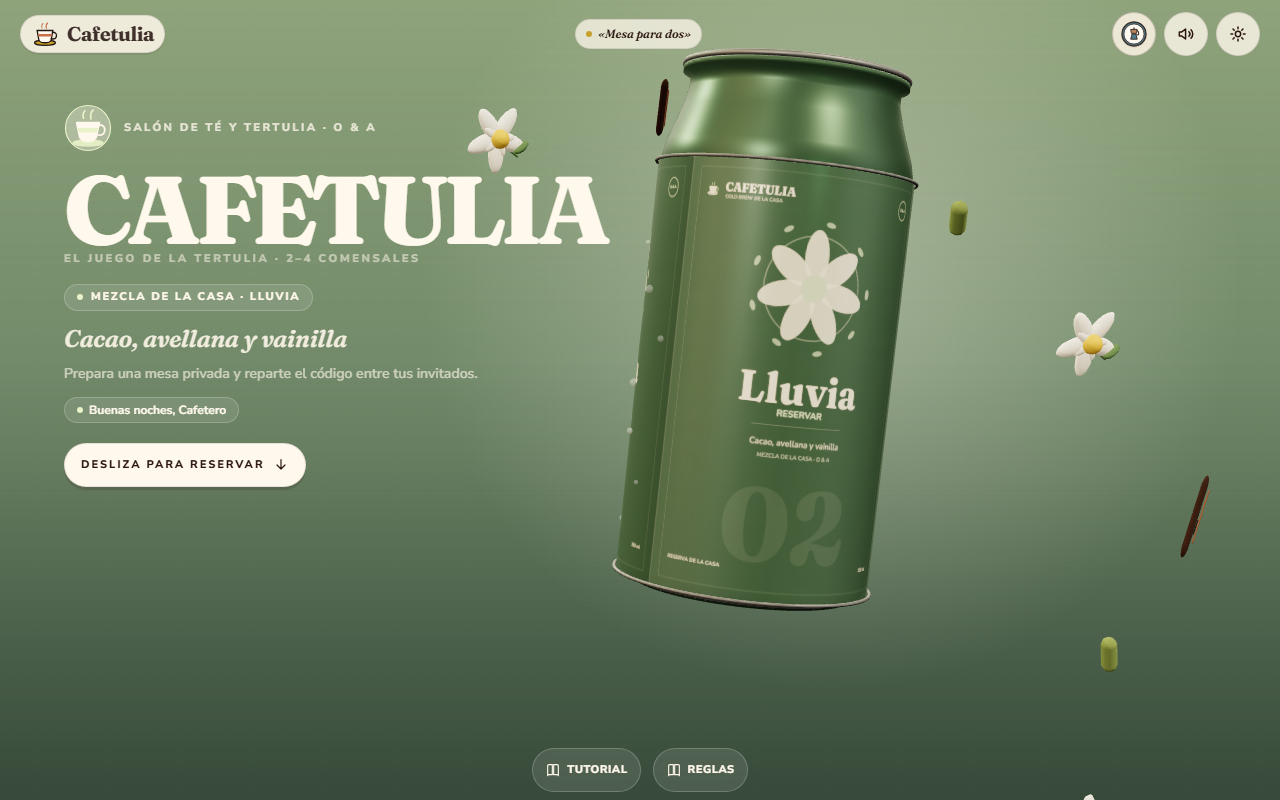 Cafetulia
«Mesa para dos»
SALÓN DE TÉ Y TERTULIA · O & A
CAFETULIA
EL JUEGO DE LA TERTULIA · 2–4 COMENSALES
MEZCLA DE LA CASA · LLUVIA
Cacao, avellana y vainilla
Prepara una mesa privada y reparte el código entre tus invitados.
Buenas noches, Cafetero
DESLIZA PARA RESERVAR
CAFETULIA
COLD BREW DE LA CASA
Lluvia
RESERVAR
Cacao, avellana y vainilla
MEZCLA DE LA CASA · O & A
02
RESERVA DE LA CASA
TUTORIAL
REGLAS